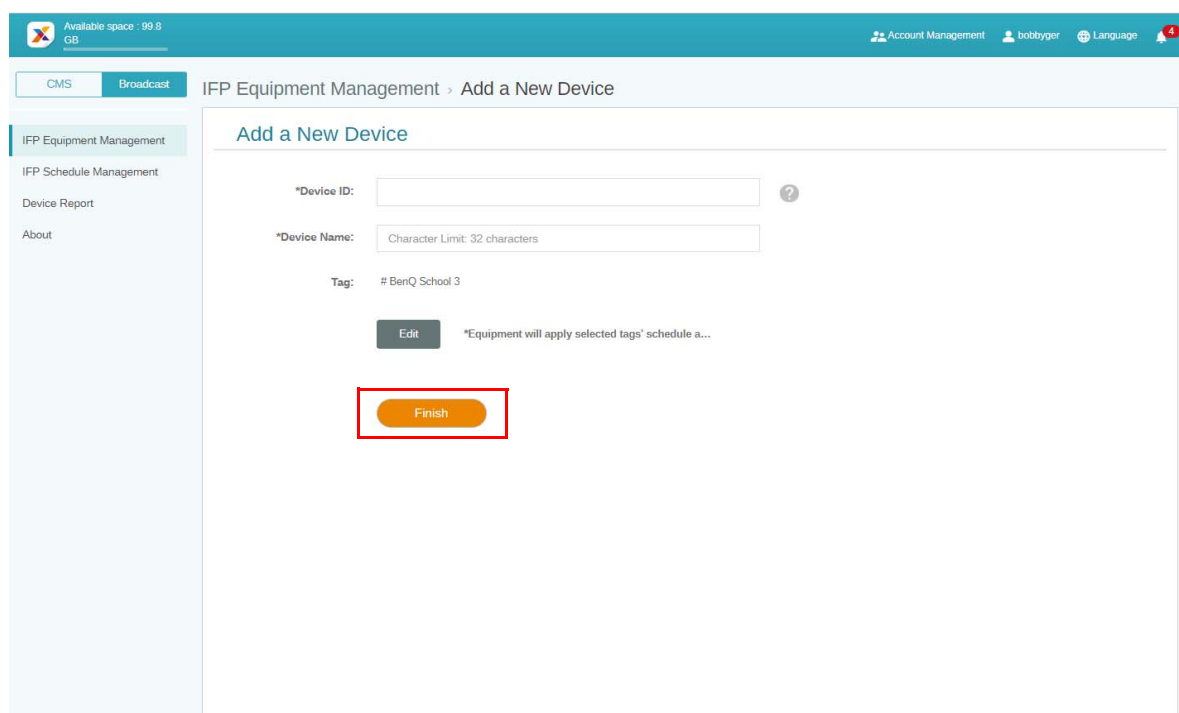 Available space : 99.8
GB
Account Management
bobbyger
Language
4
CMS
Broadcast
IFP Equipment Management › Add a New Device
IFP Equipment Management
IFP Schedule Management
Device Report
About
Add a New Device
*Device ID:
?
*Device Name:
Character Limit: 32 characters
Tag:
# BenQ School 3
Edit
*Equipment will apply selected tags' schedule a...
Finish